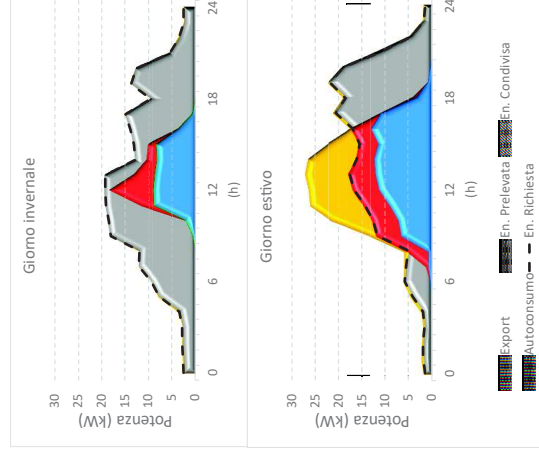 Giorno invernale
Potenza (kW)
30
25
20
15
10
5
0
0
6
12
18
24
(h)
Giorno estivo
Potenza (kW)
30
25
20
15
10
5
0
0
6
12
18
24
(h)
Export
En. Prelevata
En. Condivisa
Autoconsumo
En. Richiesta